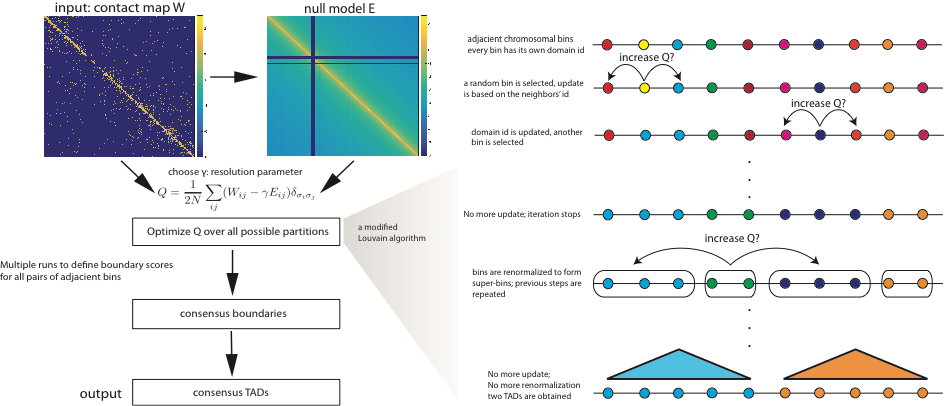 input: contact map W
null model E
choose γ: resolution parameter
Q = 1/2N ∑ij (Wij − γEij)δσiσj
Optimize Q over all possible partitions
a modified
Louvain algorithm
Multiple runs to define boundary scores
for all pairs of adjectent bins
consensus boundaries
output
consensus TADs
adjacent chromosomal bins
every bin has its own domain id
increase Q?
a random bin is selected, update
is based on the neighbors' id
increase Q?
domain id is updated, another
bin is selected
No more update; iteration stops
increase Q?
bins are renormalized to form
super-bins; previous steps are
repeated
No more update;
No more renormalization
two TADs are obtained